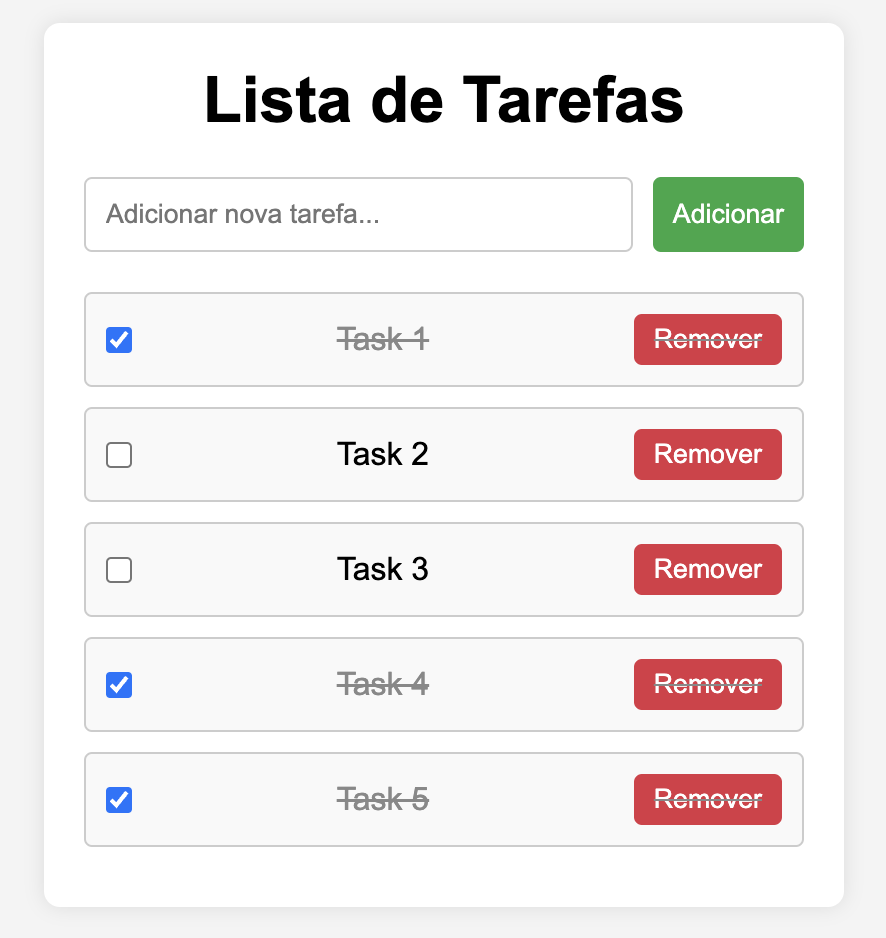 Lista de Tarefas
Adicionar nova tarefa... Adicionar
Task 1 Remover
Task 2 Remover
Task 3 Remover
Task 4 Remover
Task 5 Remover